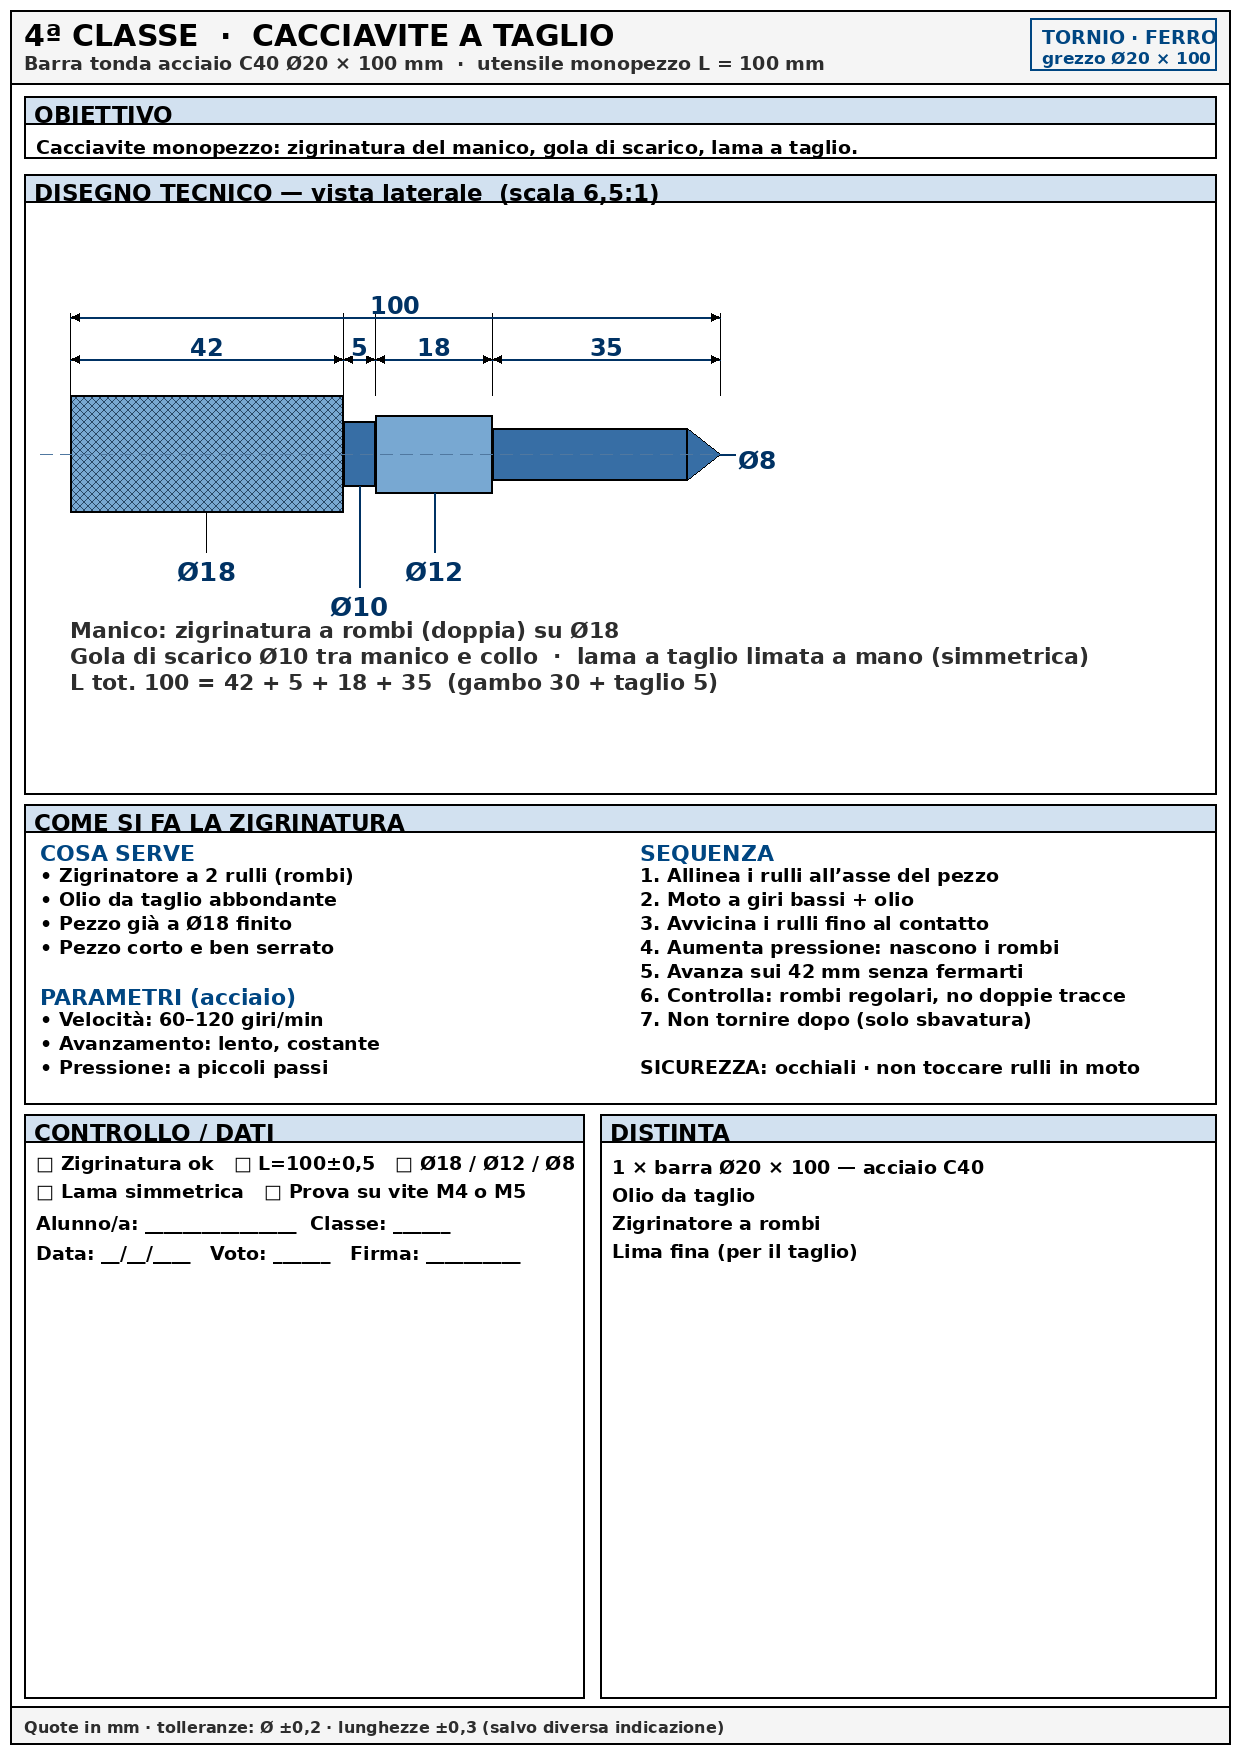 4ª CLASSE · CACCIAVITE A TAGLIO
Barra tonda acciaio C40 Ø20 × 100 mm · utensile monopezzo L = 100 mm
TORNIO · FERRO
grezzo Ø20 × 100
OBIETTIVO
Cacciavite monopezzo: zigrinatura del manico, gola di scarico, lama a taglio.
DISEGNO TECNICO — vista laterale (scala 6,5:1)
100
42 5 18 35
Ø8
Ø18 Ø12
Ø10
Manico: zigrinatura a rombi (doppia) su Ø18
Gola di scarico Ø10 tra manico e collo · lama a taglio limata a mano (simmetrica)
L tot. 100 = 42 + 5 + 18 + 35 (gambo 30 + taglio 5)
COME SI FA LA ZIGRINATURA
COSA SERVE
• Zigrinatore a 2 rulli (rombi)
• Olio da taglio abbondante
• Pezzo già a Ø18 finito
• Pezzo corto e ben serrato
PARAMETRI (acciaio)
• Velocità: 60–120 giri/min
• Avanzamento: lento, costante
• Pressione: a piccoli passi
SEQUENZA
1. Allinea i rulli all’asse del pezzo
2. Moto a giri bassi + olio
3. Avvicina i rulli fino al contatto
4. Aumenta pressione: nascono i rombi
5. Avanza sui 42 mm senza fermarti
6. Controlla: rombi regolari, no doppie tracce
7. Non tornire dopo (solo sbavatura)
SICUREZZA: occhiali · non toccare rulli in moto
CONTROLLO / DATI
□ Zigrinatura ok □ L=100±0,5 □ Ø18 / Ø12 / Ø8
□ Lama simmetrica □ Prova su vite M4 o M5
Alunno/a: ________________ Classe: ______
Data: __/__/____ Voto: ______ Firma: __________
DISTINTA
1 × barra Ø20 × 100 — acciaio C40
Olio da taglio
Zigrinatore a rombi
Lima fina (per il taglio)
Quote in mm · tolleranze: Ø ±0,2 · lunghezze ±0,3 (salvo diversa indicazione)